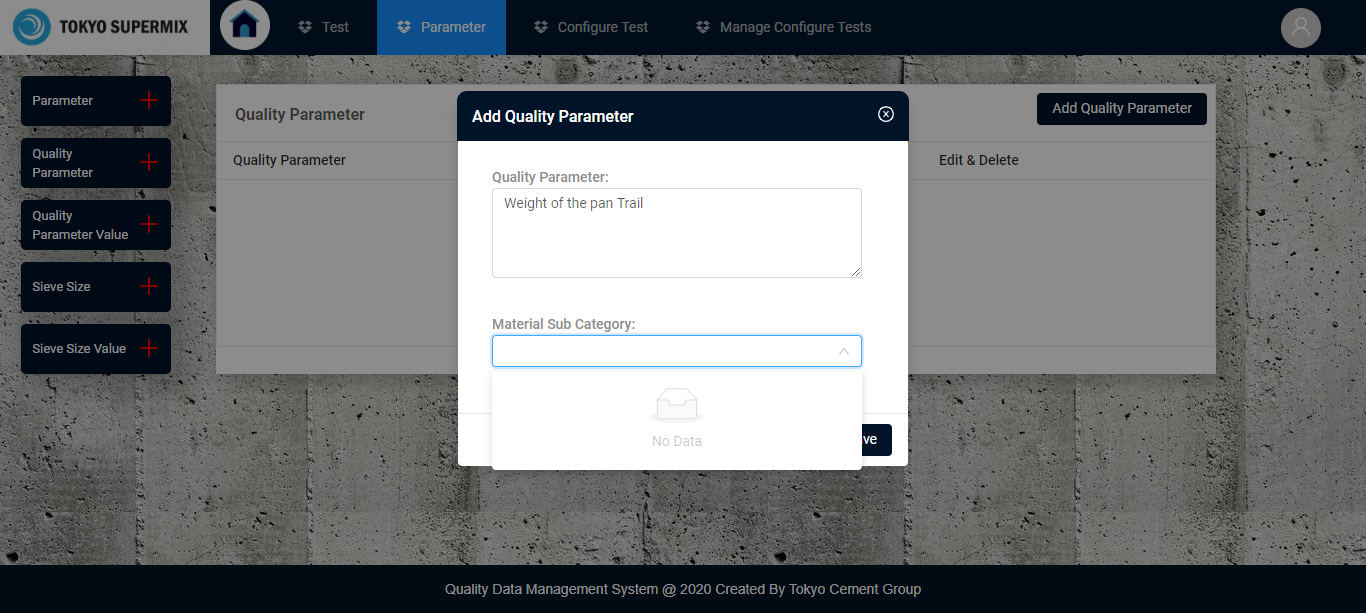 TOKYO SUPERMIX
Test
Parameter
Configure Test
Manage Configure Tests
Parameter
Quality
Parameter
Quality
Parameter Value
Sieve Size
Sieve Size Value
Quality Parameter
Add Quality Parameter
Quality Parameter
Edit & Delete
Add Quality Parameter
Quality Parameter:
Weight of the pan Trail
Material Sub Category:
No Data
ve
Quality Data Management System @ 2020 Created By Tokyo Cement Group